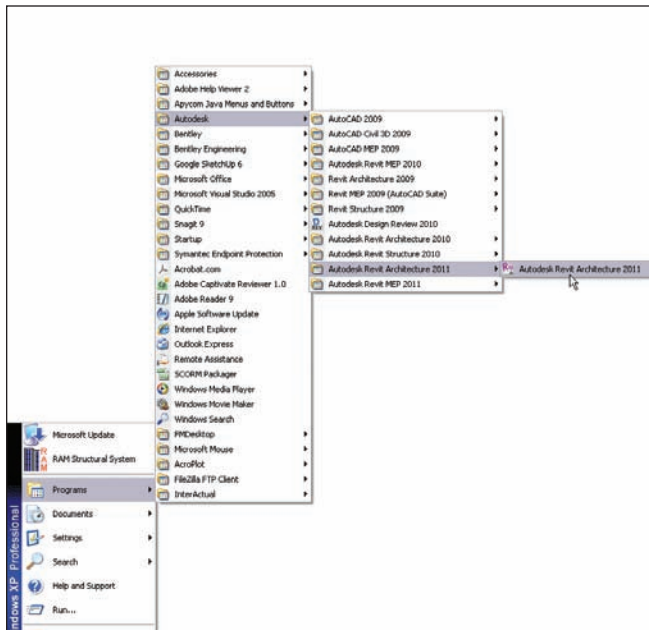 Accessories
Adobe Help Viewer 2
Apycom Java Menus and Buttons
Autodesk
Bentley
Bentley Engineering
Google SketchUp 6
Microsoft Office
Microsoft Visual Studio 2005
QuickTime
Snagit 9
Startup
Symantec Endpoint Protection
Acrobat.com
Adobe Captivate Reviewer 1.0
Adobe Reader 9
Apple Software Update
Internet Explorer
Outlook Express
Remote Assistance
SCORM Packager
Windows Media Player
Windows Movie Maker
Windows Search
FMDesktop
Microsoft Mouse
AcroPlot
FileZilla FTP Client
InterActual
AutoCAD 2009
AutoCAD Civil 3D 2009
AutoCAD MEP 2009
Autodesk Revit MEP 2010
Revit Architecture 2009
Revit MEP 2009 (AutoCAD Suite)
Revit Structure 2009
Autodesk Design Review 2010
Autodesk Revit Architecture 2010
Autodesk Revit Structure 2010
Autodesk Revit Architecture 2011
Autodesk Revit MEP 2011
Autodesk Revit Architecture 2011
Microsoft Update
RAM
RAM Structural System
Programs
Documents
Settings
Search
Help and Support
Run...
ndows XP Professional